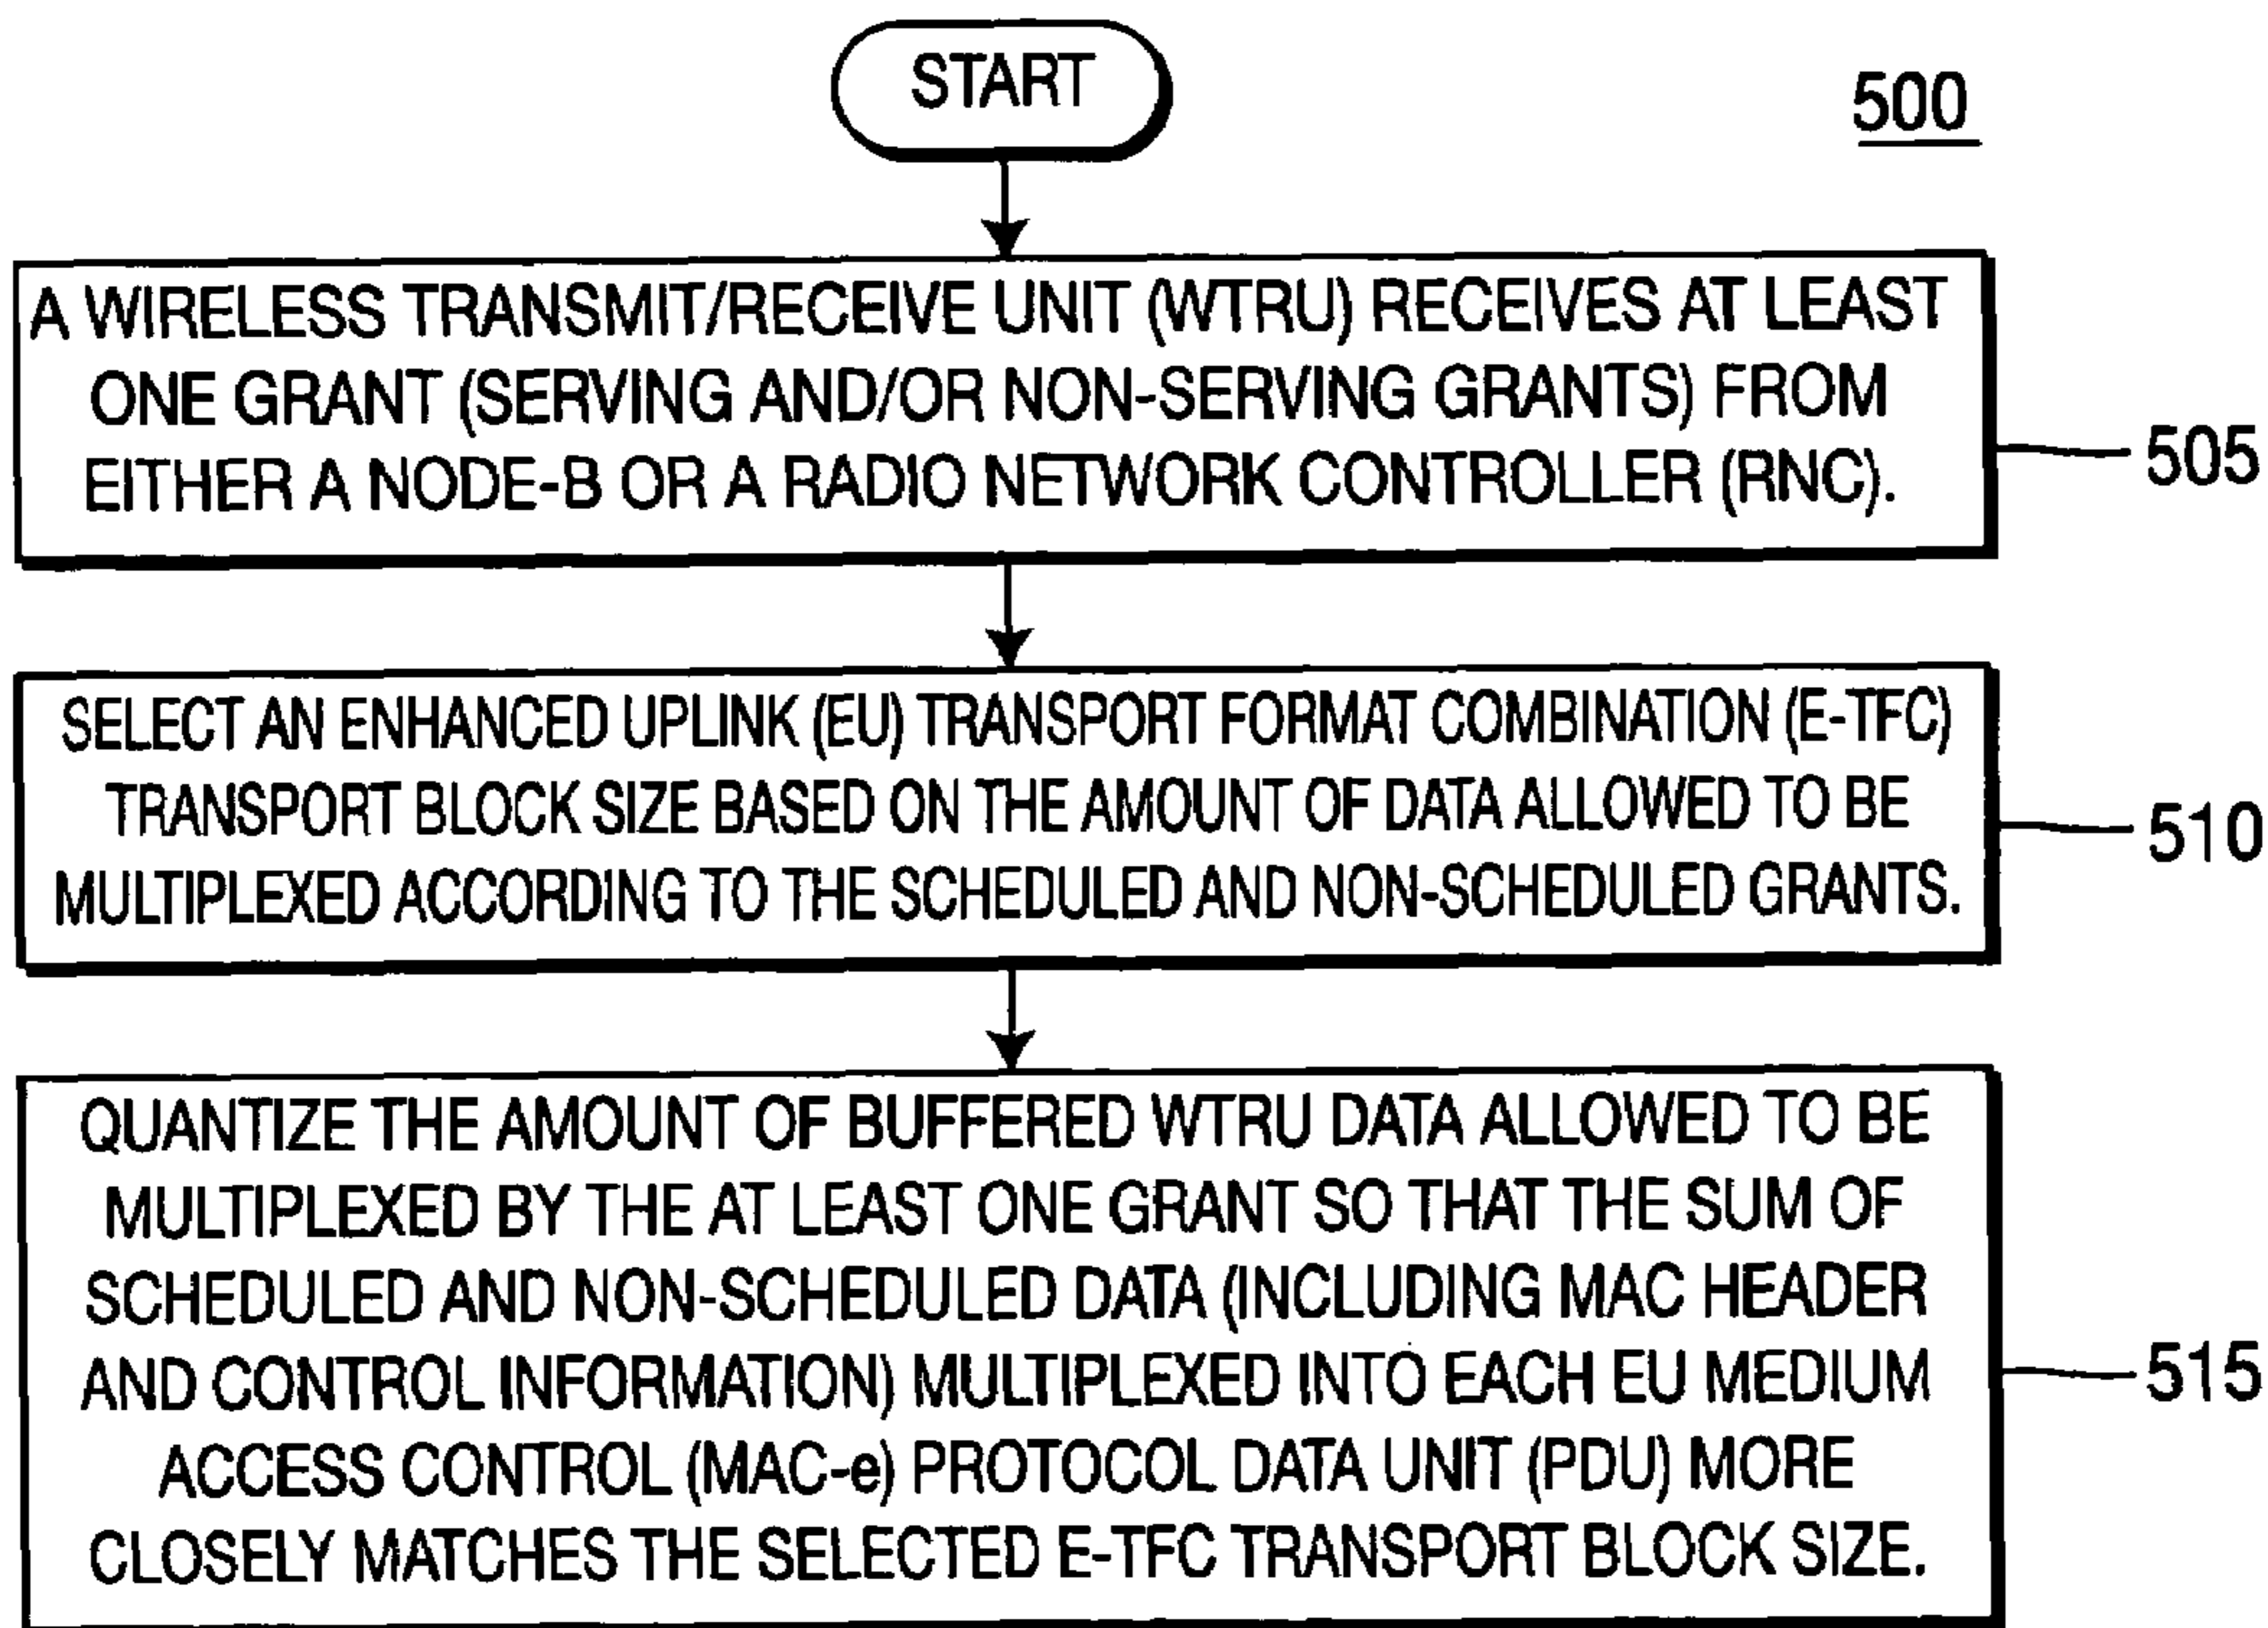 START
500
A WIRELESS TRANSMIT/RECEIVE UNIT (WTRU) RECEIVES AT LEAST
ONE GRANT (SERVING AND/OR NON-SERVING GRANTS) FROM
EITHER A NODE-B OR A RADIO NETWORK CONTROLLER (RNC).
505
SELECT AN ENHANCED UPLINK (EU) TRANSPORT FORMAT COMBINATION (E-TFC)
TRANSPORT BLOCK SIZE BASED ON THE AMOUNT OF DATA ALLOWED TO BE
MULTIPLEXED ACCORDING TO THE SCHEDULED AND NON-SCHEDULED GRANTS.
510
QUANTIZE THE AMOUNT OF BUFFERED WTRU DATA ALLOWED TO BE
MULTIPLEXED BY THE AT LEAST ONE GRANT SO THAT THE SUM OF
SCHEDULED AND NON-SCHEDULED DATA (INCLUDING MAC HEADER
AND CONTROL INFORMATION) MULTIPLEXED INTO EACH EU MEDIUM
ACCESS CONTROL (MAC-e) PROTOCOL DATA UNIT (PDU) MORE
CLOSELY MATCHES THE SELECTED E-TFC TRANSPORT BLOCK SIZE.
515